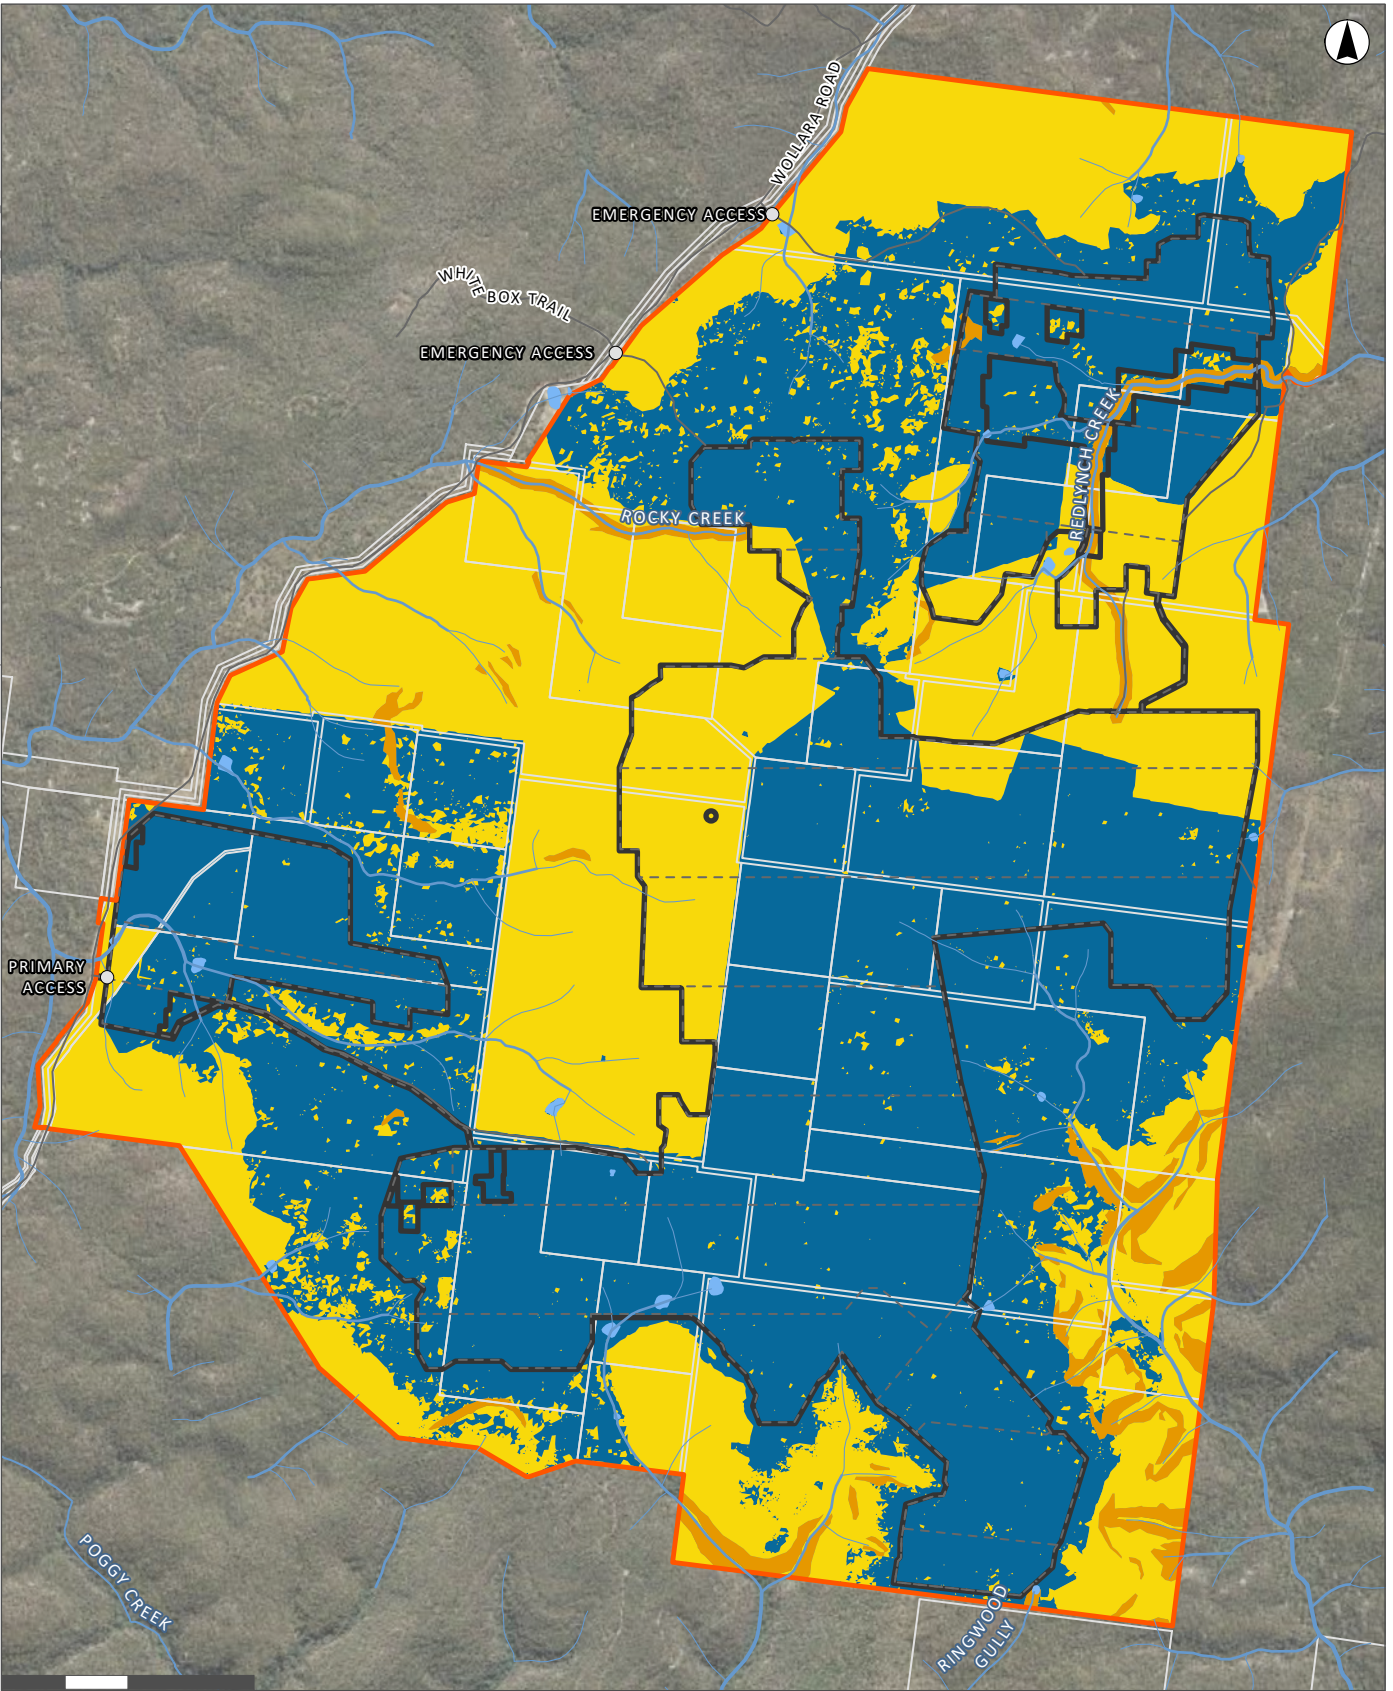 WOLLARA ROAD
EMERGENCY ACCESS
WHITE BOX TRAIL
EMERGENCY ACCESS
REDLYNCH CREEK
ROCKY CREEK
PRIMARY
ACCESS
POGGY CREEK
RINGWOOD
GULLY